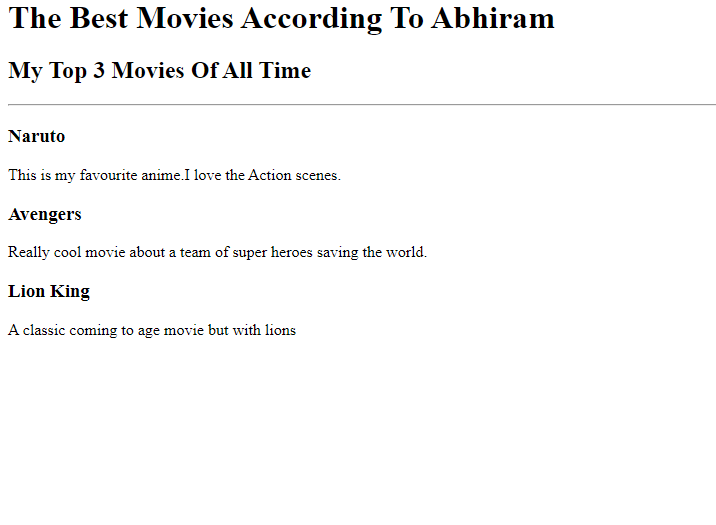 The Best Movies According To Abhiram
My Top 3 Movies Of All Time
Naruto
This is my favourite anime.I love the Action scenes.
Avengers
Really cool movie about a team of super heroes saving the world.
Lion King
A classic coming to age movie but with lions